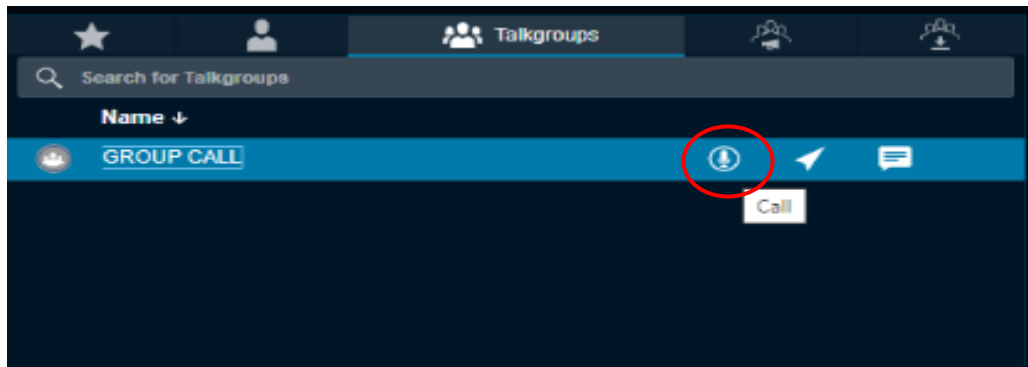 Talkgroups
Search for Talkgroups
Name ↓
GROUP CALL
Call